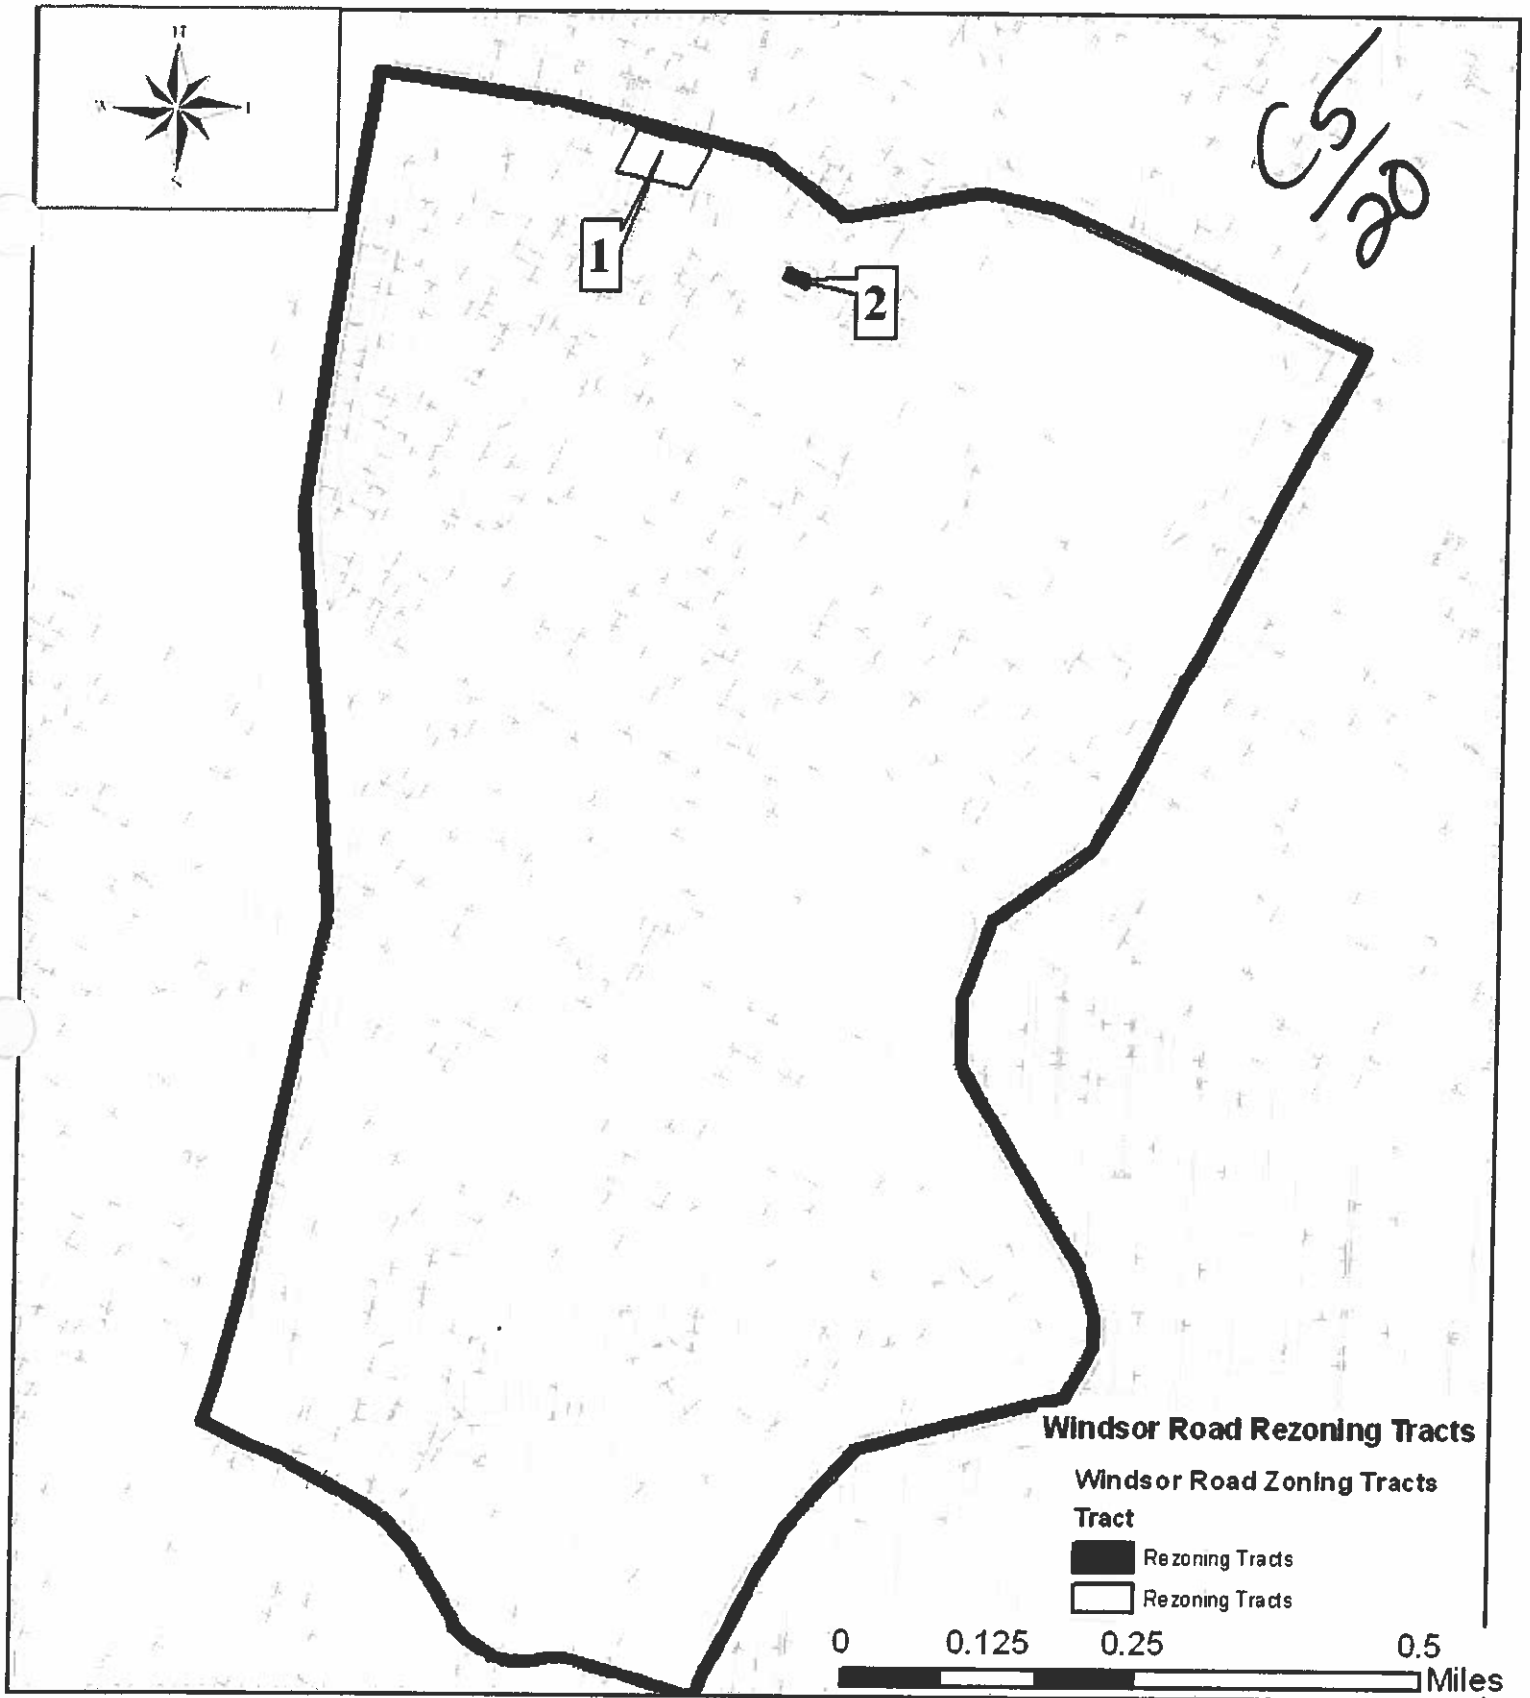 W
C5/20
1
2
Windsor Road Rezoning Tracts
Windsor Road Zoning Tracts
Tract
Rezoning Tracts
Rezoning Tracts
0 0.125 0.25 0.5
Miles